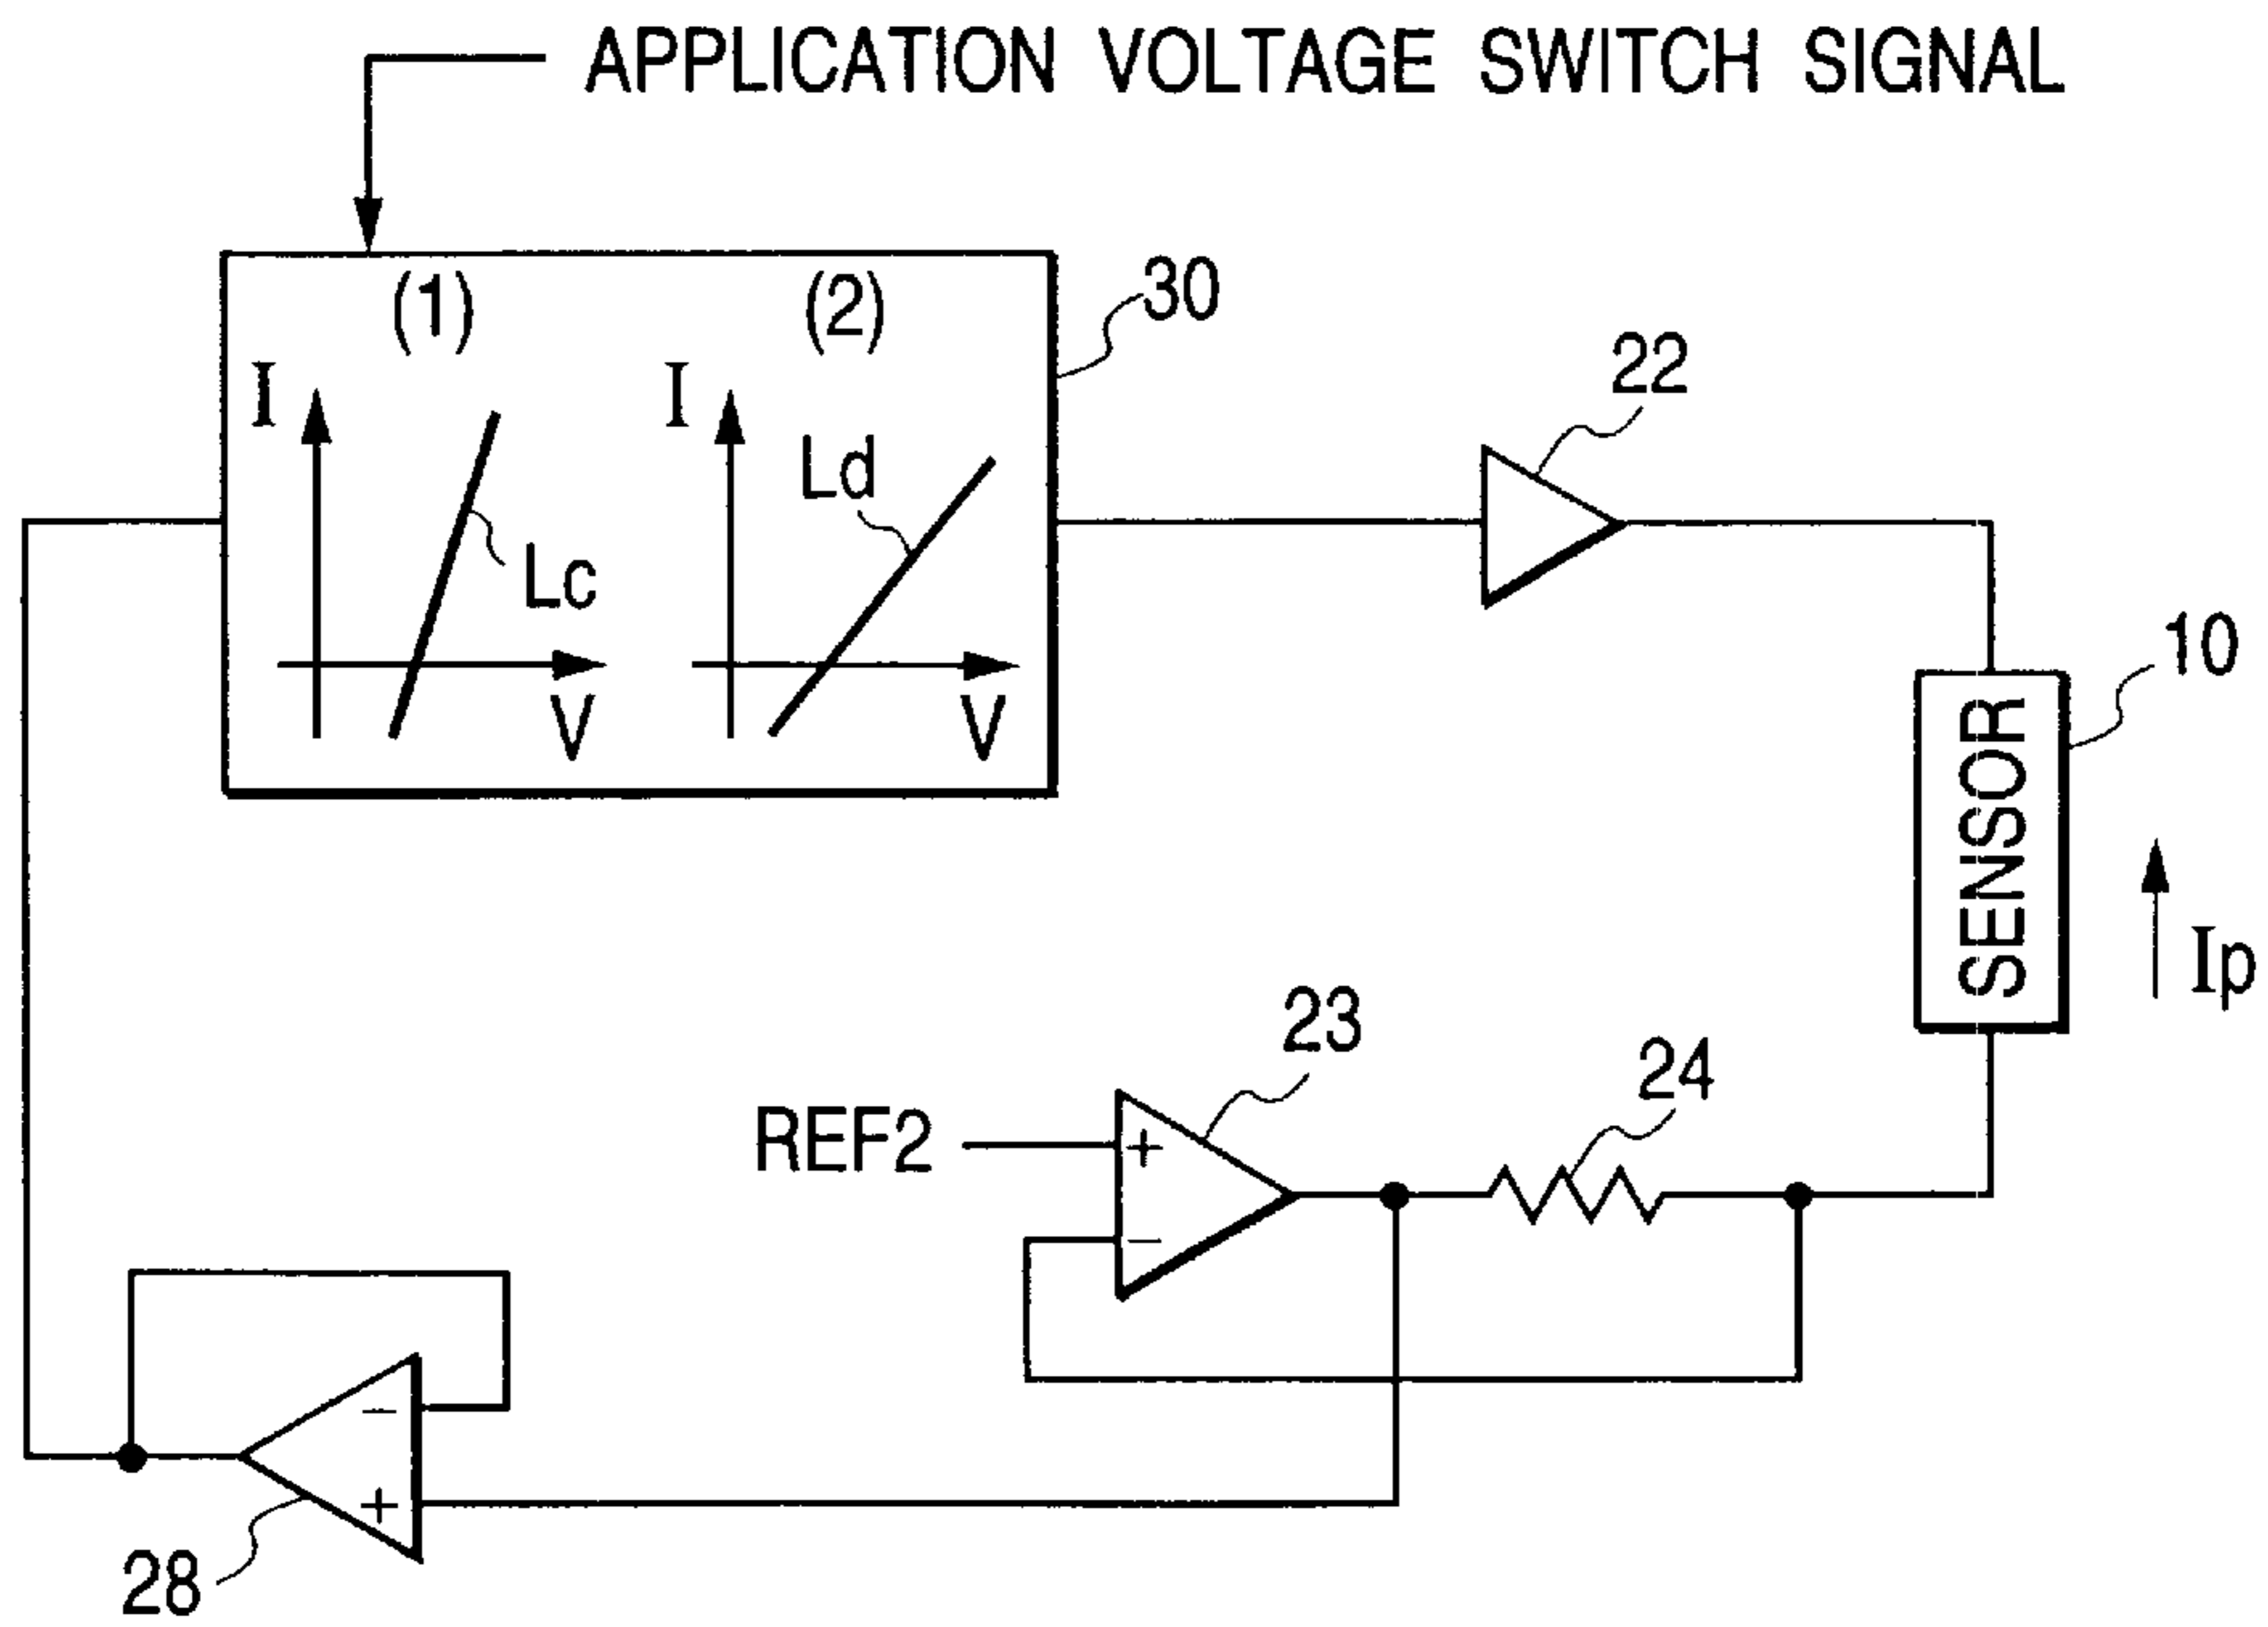 APPLICATION VOLTAGE SWITCH SIGNAL
(1) (2)
30
I I
22
Ld
Lc
10
V V
SENSOR
Ip
23
24
REF2
+
−
−
+
28